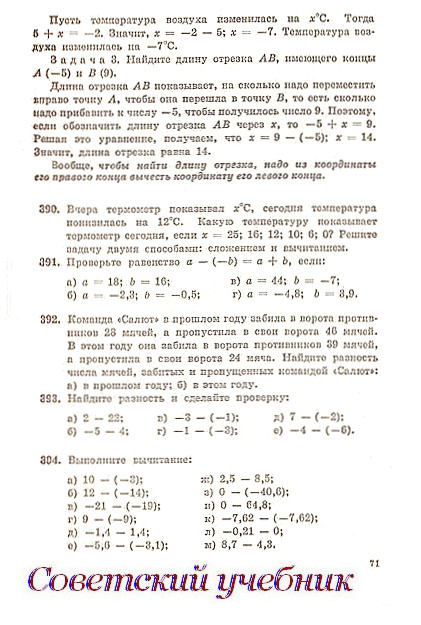 Пусть температура воздуха изменилась на x°C. Тогда
5 + x = −2. Значит, x = −2 − 5; x = −7. Температура воз-
духа изменилась на −7°C.
Задача 3. Найдите длину отрезка AB, имеющего концы
A (−5) и B (9).
Длина отрезка AB показывает, на сколько надо переместить
вправо точку A, чтобы она перешла в точку B, то есть сколько
надо прибавить к числу −5, чтобы получилось число 9. Поэтому,
если обозначить длину отрезка AB через x, то −5 + x = 9.
Решая это уравнение, получаем, что x = 9 − (−5); x = 14.
Значит, длина отрезка равна 14.
Вообще, чтобы найти длину отрезка, надо из координаты
его правого конца вычесть координату его левого конца.
390. Вчера термометр показывал x°C, сегодня температура
понизилась на 12°C. Какую температуру показывает
термометр сегодня, если x = 25; 16; 12; 10; 6; 0? Решите
задачу двумя способами: сложением и вычитанием.
391. Проверьте равенство a − (−b) = a + b, если:
а) a = 18; b = 16; в) a = 44; b = −7;
б) a = −2,3; b = −0,5; г) a = −4,8; b = 3,9.
392. Команда «Салют» в прошлом году забила в ворота против-
ников 23 мячей, а пропустила в свои ворота 46 мячей.
В этом году она забила в ворота противников 39 мячей,
а пропустила в свои ворота 24 мяча. Найдите разность
числа мячей, забитых и пропущенных командой «Салют»:
а) в прошлом году; б) в этом году.
393. Найдите разность и сделайте проверку:
а) 2 − 22; в) −3 − (−1); д) 7 − (−2);
б) −5 − 4; г) −1 − (−3); е) −4 − (−6).
394. Выполните вычитание:
а) 10 − (−3); ж) 2,5 − 8,5;
б) 12 − (−14); з) 0 − (−40,6);
в) −21 − (−19); и) 0 − 64,8;
г) 9 − (−9); к) −7,62 − (−7,62);
д) −1,4 − 1,4; л) −0,21 − 0;
е) −5,6 − (−3,1); м) 8,7 − 4,3.
71
Советский учебник